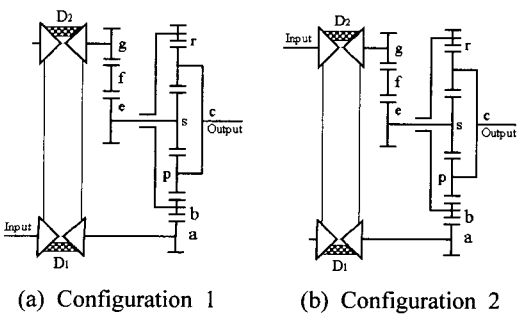 D2
g
f
e
r
c
s
Output
p
b
a
Input
D1
(a) Configuration 1
Input
D2
g
f
e
r
c
s
Output
p
b
a
D1
(b) Configuration 2